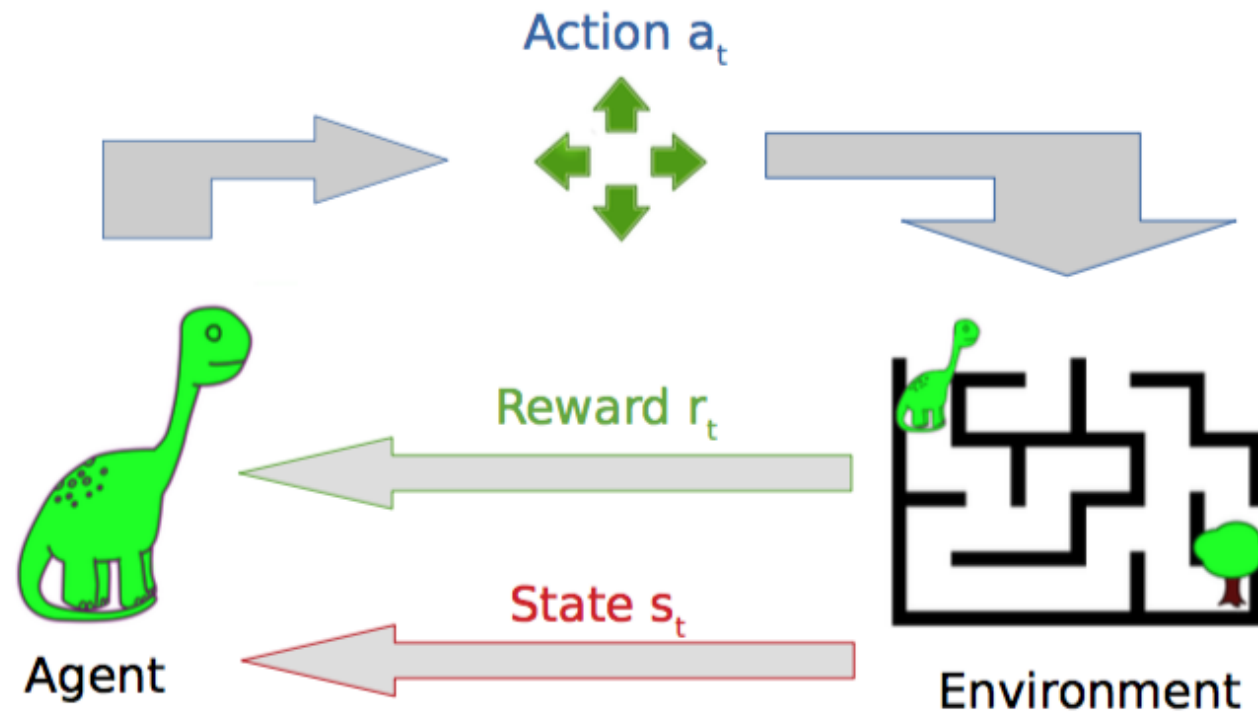 Action aₜ
Reward rₜ
State sₜ
Agent
Environment